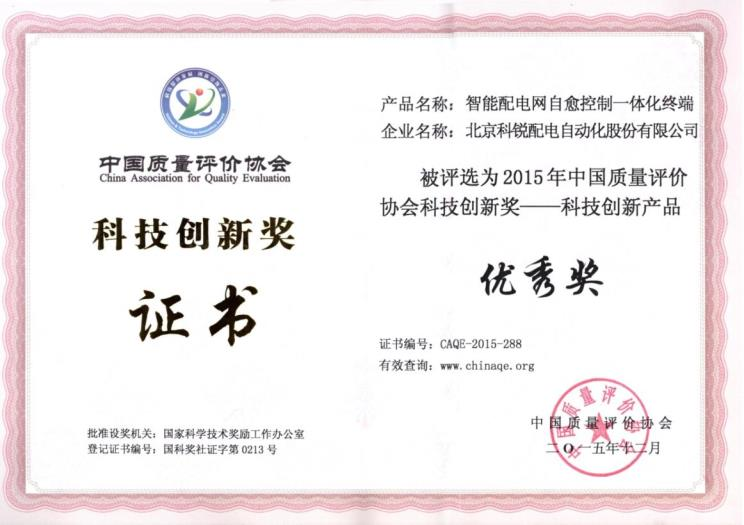 中国质量评价协会
China Association for Quality Evaluation
科技创新奖
证书
批准设奖机关：国家科学技术奖励工作办公室
登记证书编号：国科奖社证字第0213号
产品名称：智能配电网自愈控制一体化终端
企业名称：北京科锐配电自动化股份有限公司
被评选为2015年中国质量评价
协会科技创新奖——科技创新产品
优秀奖
证书编号：CAQE-2015-288
有效查询：www.chinaqe.org
中国质量评价协会
二〇一五年十二月
中国质量评价协会